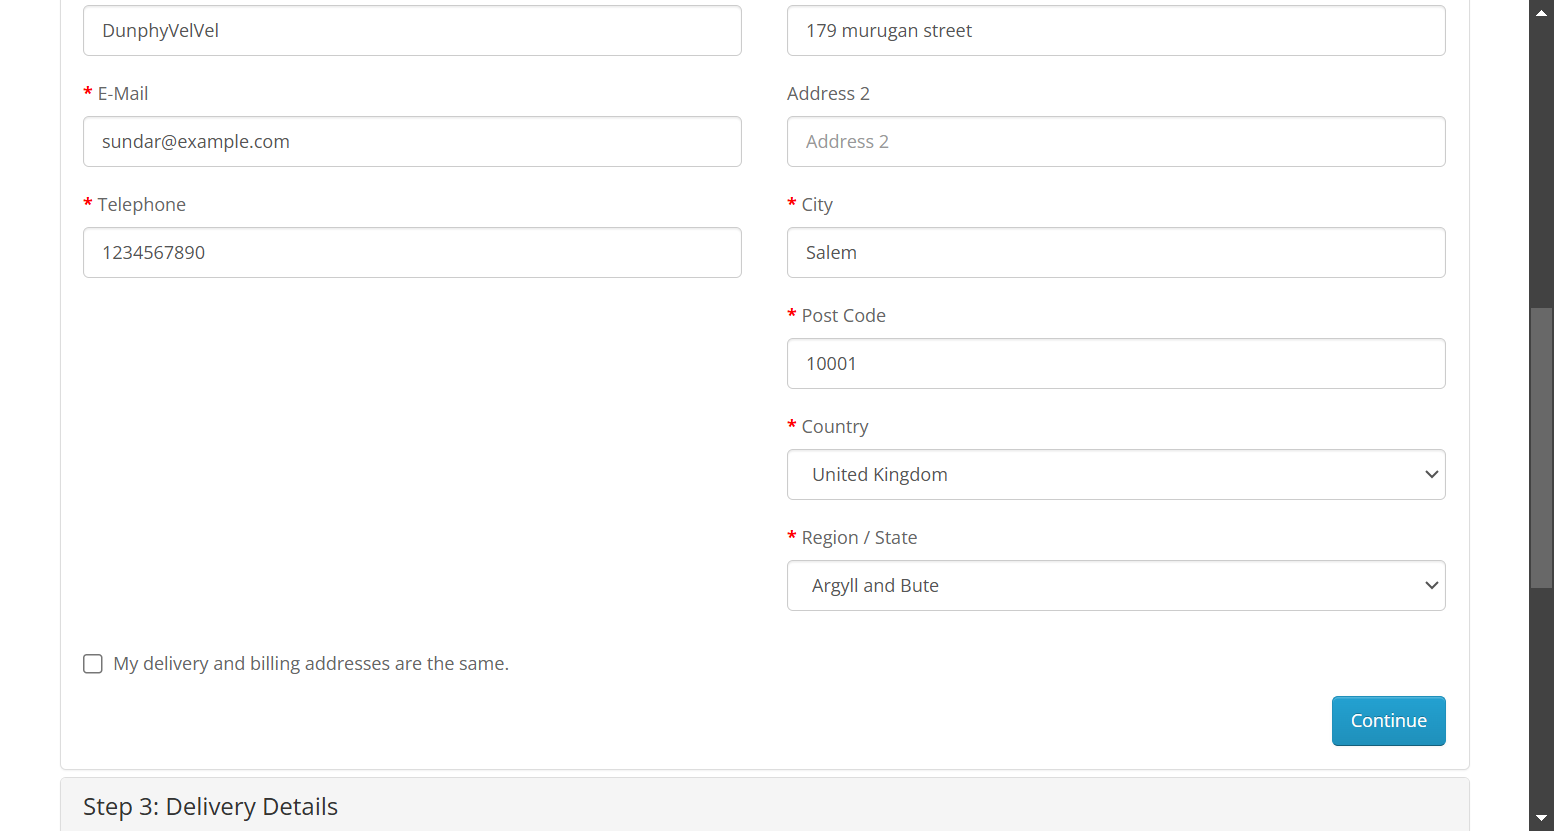 DunphyVelVel
179 murugan street
* E-Mail
sundar@example.com
* Telephone
1234567890
Address 2
Address 2
* City
Salem
* Post Code
10001
* Country
United Kingdom
* Region / State
Argyll and Bute
My delivery and billing addresses are the same.
Continue
Step 3: Delivery Details